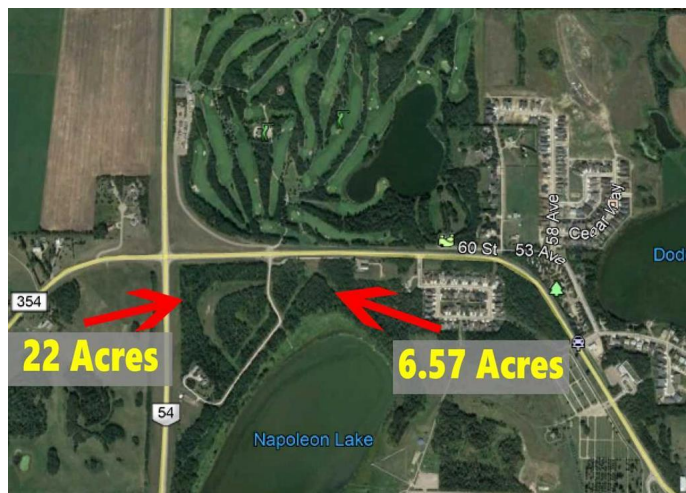 60 St
53 Ave
58 Ave
Cedar Way
Dod
354
22 Acres
6.57 Acres
54
Napoleon Lake